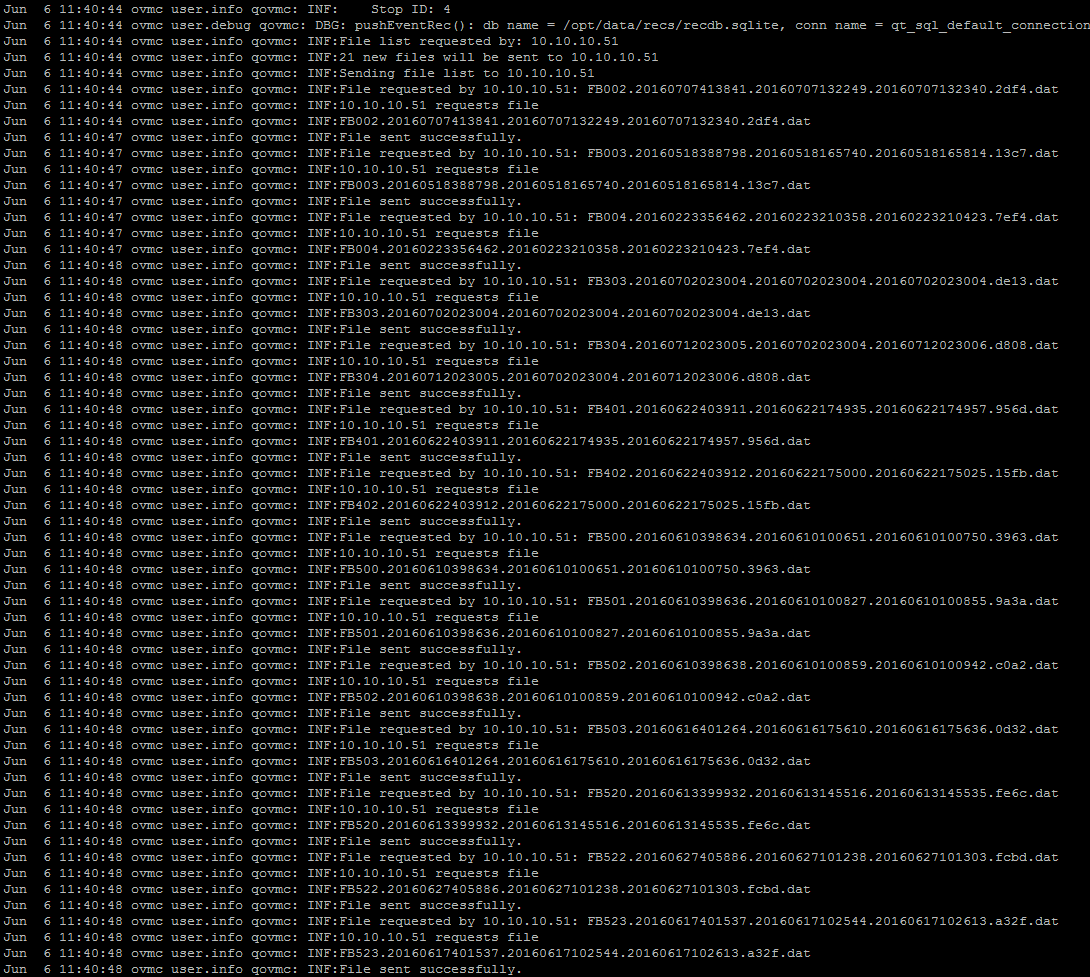 Jun  6 11:40:44 ovmc user.info qovmc: INF:    Stop ID: 4
Jun  6 11:40:44 ovmc user.debug qovmc: DBG: pushEventRec(): db name = /opt/data/recs/recdb.sqlite, conn name = qt_sql_default_connection
Jun  6 11:40:44 ovmc user.info qovmc: INF:File list requested by: 10.10.10.51
Jun  6 11:40:44 ovmc user.info qovmc: INF:21 new files will be sent to 10.10.10.51
Jun  6 11:40:44 ovmc user.info qovmc: INF:Sending file list to 10.10.10.51
Jun  6 11:40:44 ovmc user.info qovmc: INF:File requested by 10.10.10.51: FB002.20160707413841.20160707132249.20160707132340.2df4.dat
Jun  6 11:40:44 ovmc user.info qovmc: INF:10.10.10.51 requests file
Jun  6 11:40:44 ovmc user.info qovmc: INF:FB002.20160707413841.20160707132249.20160707132340.2df4.dat
Jun  6 11:40:47 ovmc user.info qovmc: INF:File sent successfully.
Jun  6 11:40:47 ovmc user.info qovmc: INF:File requested by 10.10.10.51: FB003.20160518388798.20160518165740.20160518165814.13c7.dat
Jun  6 11:40:47 ovmc user.info qovmc: INF:10.10.10.51 requests file
Jun  6 11:40:47 ovmc user.info qovmc: INF:FB003.20160518388798.20160518165740.20160518165814.13c7.dat
Jun  6 11:40:47 ovmc user.info qovmc: INF:File sent successfully.
Jun  6 11:40:47 ovmc user.info qovmc: INF:File requested by 10.10.10.51: FB004.20160223356462.20160223210358.20160223210423.7ef4.dat
Jun  6 11:40:47 ovmc user.info qovmc: INF:10.10.10.51 requests file
Jun  6 11:40:47 ovmc user.info qovmc: INF:FB004.20160223356462.20160223210358.20160223210423.7ef4.dat
Jun  6 11:40:48 ovmc user.info qovmc: INF:File sent successfully.
Jun  6 11:40:48 ovmc user.info qovmc: INF:File requested by 10.10.10.51: FB303.20160702023004.20160702023004.20160702023004.de13.dat
Jun  6 11:40:48 ovmc user.info qovmc: INF:10.10.10.51 requests file
Jun  6 11:40:48 ovmc user.info qovmc: INF:FB303.20160702023004.20160702023004.20160702023004.de13.dat
Jun  6 11:40:48 ovmc user.info qovmc: INF:File sent successfully.
Jun  6 11:40:48 ovmc user.info qovmc: INF:File requested by 10.10.10.51: FB304.20160712023005.20160702023004.20160712023006.d808.dat
Jun  6 11:40:48 ovmc user.info qovmc: INF:10.10.10.51 requests file
Jun  6 11:40:48 ovmc user.info qovmc: INF:FB304.20160712023005.20160702023004.20160712023006.d808.dat
Jun  6 11:40:48 ovmc user.info qovmc: INF:File sent successfully.
Jun  6 11:40:48 ovmc user.info qovmc: INF:File requested by 10.10.10.51: FB401.20160622403911.20160622174935.20160622174957.956d.dat
Jun  6 11:40:48 ovmc user.info qovmc: INF:10.10.10.51 requests file
Jun  6 11:40:48 ovmc user.info qovmc: INF:FB401.20160622403911.20160622174935.20160622174957.956d.dat
Jun  6 11:40:48 ovmc user.info qovmc: INF:File sent successfully.
Jun  6 11:40:48 ovmc user.info qovmc: INF:File requested by 10.10.10.51: FB402.20160622403912.20160622175000.20160622175025.15fb.dat
Jun  6 11:40:48 ovmc user.info qovmc: INF:10.10.10.51 requests file
Jun  6 11:40:48 ovmc user.info qovmc: INF:FB402.20160622403912.20160622175000.20160622175025.15fb.dat
Jun  6 11:40:48 ovmc user.info qovmc: INF:File sent successfully.
Jun  6 11:40:48 ovmc user.info qovmc: INF:File requested by 10.10.10.51: FB500.20160610398634.20160610100651.20160610100750.3963.dat
Jun  6 11:40:48 ovmc user.info qovmc: INF:10.10.10.51 requests file
Jun  6 11:40:48 ovmc user.info qovmc: INF:FB500.20160610398634.20160610100651.20160610100750.3963.dat
Jun  6 11:40:48 ovmc user.info qovmc: INF:File sent successfully.
Jun  6 11:40:48 ovmc user.info qovmc: INF:File requested by 10.10.10.51: FB501.20160610398636.20160610100827.20160610100855.9a3a.dat
Jun  6 11:40:48 ovmc user.info qovmc: INF:10.10.10.51 requests file
Jun  6 11:40:48 ovmc user.info qovmc: INF:FB501.20160610398636.20160610100827.20160610100855.9a3a.dat
Jun  6 11:40:48 ovmc user.info qovmc: INF:File sent successfully.
Jun  6 11:40:48 ovmc user.info qovmc: INF:File requested by 10.10.10.51: FB502.20160610398638.20160610100859.20160610100942.c0a2.dat
Jun  6 11:40:48 ovmc user.info qovmc: INF:10.10.10.51 requests file
Jun  6 11:40:48 ovmc user.info qovmc: INF:FB502.20160610398638.20160610100859.20160610100942.c0a2.dat
Jun  6 11:40:48 ovmc user.info qovmc: INF:File sent successfully.
Jun  6 11:40:48 ovmc user.info qovmc: INF:File requested by 10.10.10.51: FB503.20160616401264.20160616175610.20160616175636.0d32.dat
Jun  6 11:40:48 ovmc user.info qovmc: INF:10.10.10.51 requests file
Jun  6 11:40:48 ovmc user.info qovmc: INF:FB503.20160616401264.20160616175610.20160616175636.0d32.dat
Jun  6 11:40:48 ovmc user.info qovmc: INF:File sent successfully.
Jun  6 11:40:48 ovmc user.info qovmc: INF:File requested by 10.10.10.51: FB520.20160613399932.20160613145516.20160613145535.fe6c.dat
Jun  6 11:40:48 ovmc user.info qovmc: INF:10.10.10.51 requests file
Jun  6 11:40:48 ovmc user.info qovmc: INF:FB520.20160613399932.20160613145516.20160613145535.fe6c.dat
Jun  6 11:40:48 ovmc user.info qovmc: INF:File sent successfully.
Jun  6 11:40:48 ovmc user.info qovmc: INF:File requested by 10.10.10.51: FB522.20160627405886.20160627101238.20160627101303.fcbd.dat
Jun  6 11:40:48 ovmc user.info qovmc: INF:10.10.10.51 requests file
Jun  6 11:40:48 ovmc user.info qovmc: INF:FB522.20160627405886.20160627101238.20160627101303.fcbd.dat
Jun  6 11:40:48 ovmc user.info qovmc: INF:File sent successfully.
Jun  6 11:40:48 ovmc user.info qovmc: INF:File requested by 10.10.10.51: FB523.20160617401537.20160617102544.20160617102613.a32f.dat
Jun  6 11:40:48 ovmc user.info qovmc: INF:10.10.10.51 requests file
Jun  6 11:40:48 ovmc user.info qovmc: INF:FB523.20160617401537.20160617102544.20160617102613.a32f.dat
Jun  6 11:40:48 ovmc user.info qovmc: INF:File sent successfully.